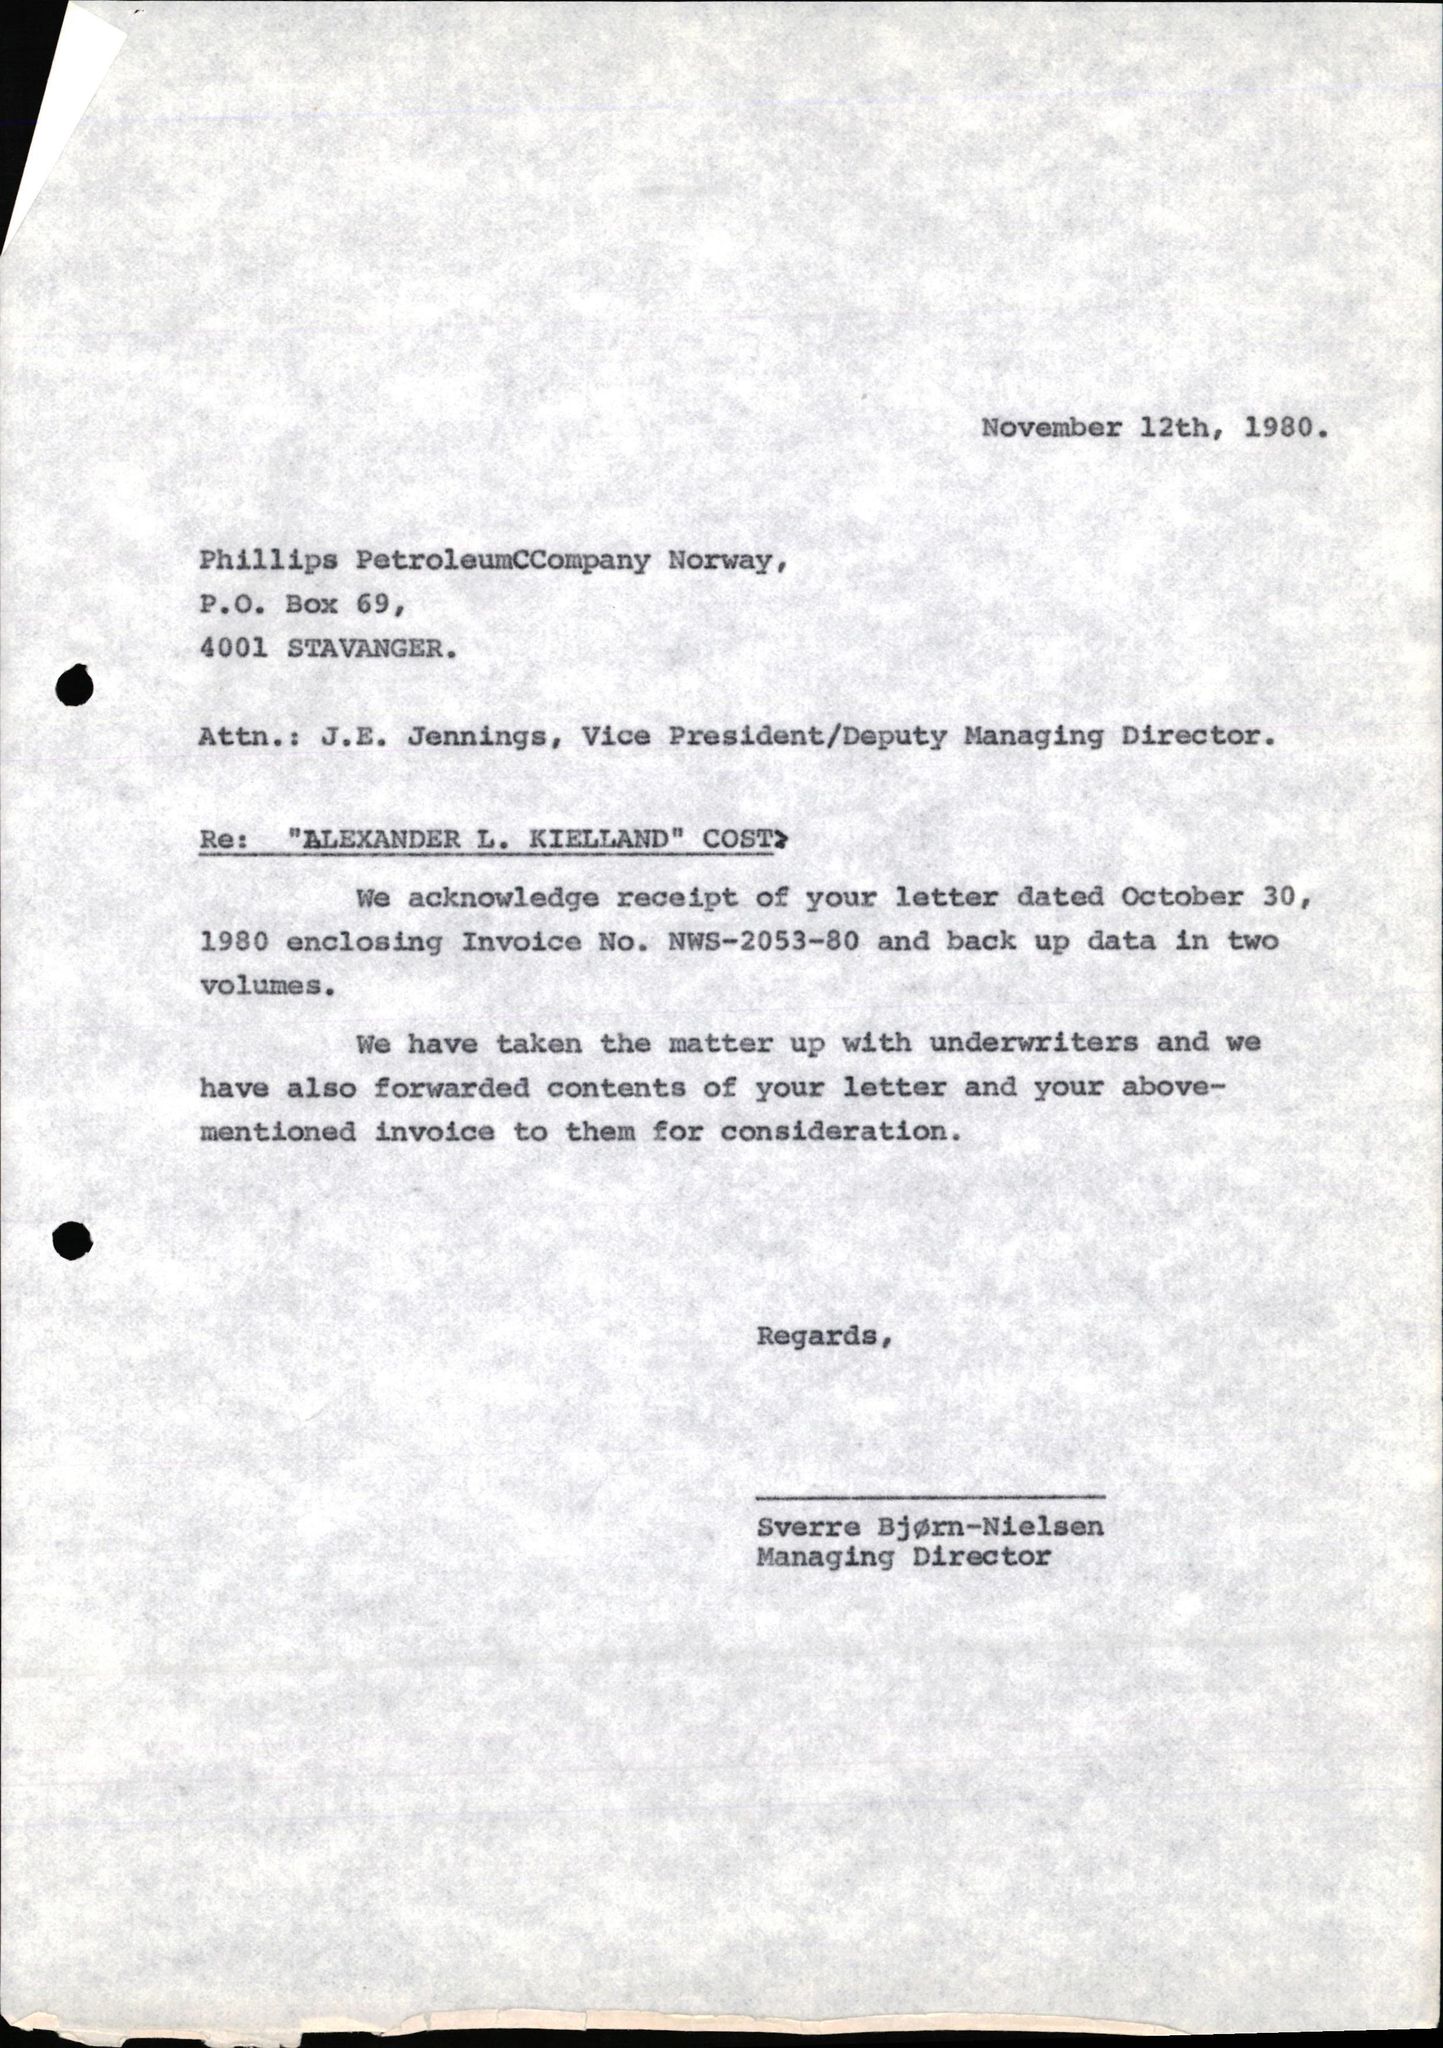 November 12th, 1980.
Phillips PetroleumCCompany Norway,
P.O. Box 69,
4001 STAVANGER.
Attn.: J.E. Jennings, Vice President/Deputy Managing Director.
Re: "ALEXANDER L. KIELLAND" COST>
We acknowledge receipt of your letter dated October 30,
1980 enclosing Invoice No. NWS-2053-80 and back up data in two
volumes.
We have taken the matter up with underwriters and we
have also forwarded contents of your letter and your above-
mentioned invoice to them for consideration.
Regards,
Sverre Bjørn-Nielsen
Managing Director